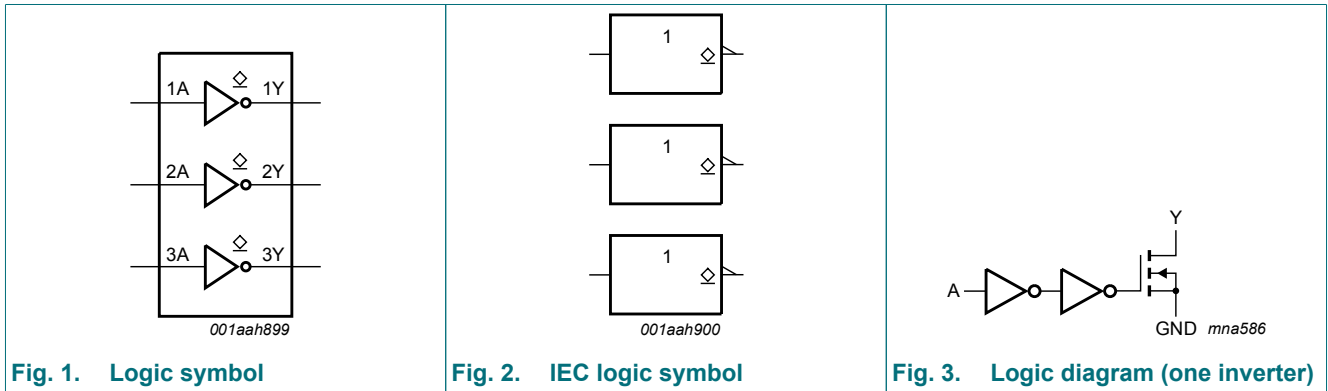 1A 1Y
2A 2Y
3A 3Y
001aah899
Fig. 1. Logic symbol
1
1
1
001aah900
Fig. 2. IEC logic symbol
Y
A
GND mna586
Fig. 3. Logic diagram (one inverter)